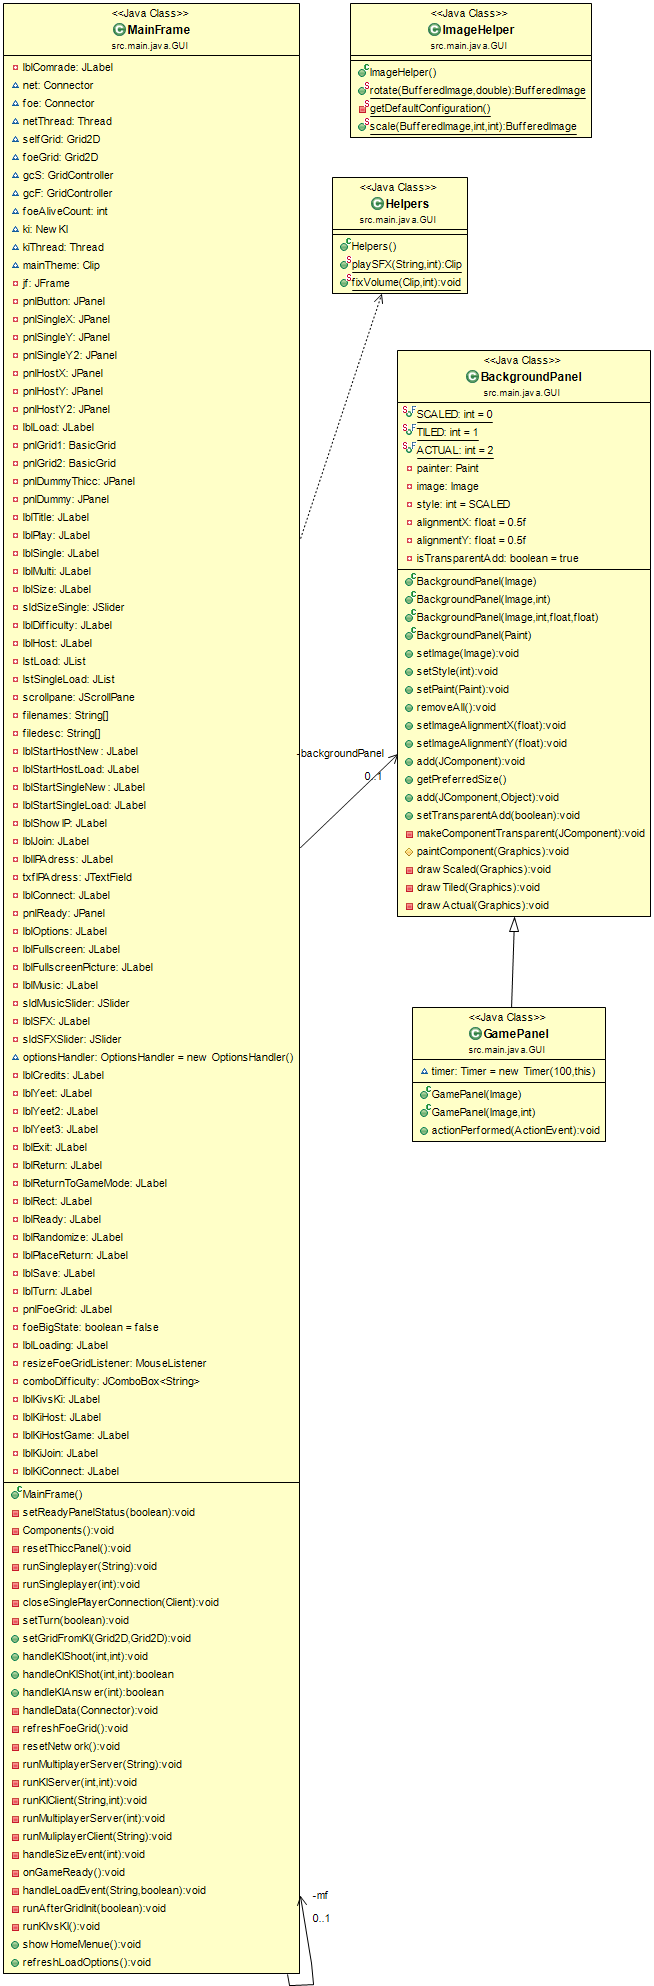 <<Java Class>>
MainFrame
src.main.java.GUI
lblComrade: JLabel
net: Connector
foe: Connector
netThread: Thread
selfGrid: Grid2D
foeGrid: Grid2D
gcS: GridController
gcF: GridController
foeAliveCount: int
ki: NewKI
kiThread: Thread
mainTheme: Clip
jf: JFrame
pnlButton: JPanel
pnlSingleX: JPanel
pnlSingleY: JPanel
pnlSingleY2: JPanel
pnlHostX: JPanel
pnlHostY: JPanel
pnlHostY2: JPanel
lblLoad: JLabel
pnlGrid1: BasicGrid
pnlGrid2: BasicGrid
pnlDummyThicc: JPanel
pnlDummy: JPanel
lblTitle: JLabel
lblPlay: JLabel
lblSingle: JLabel
lblMulti: JLabel
lblSize: JLabel
sldSizeSingle: JSlider
lblDifficulty: JLabel
lblHost: JLabel
lstLoad: JList
lstSingleLoad: JList
scrollpane: JScrollPane
filenames: String[]
filedesc: String[]
lblStartHostNew: JLabel
lblStartHostLoad: JLabel
lblStartSingleNew: JLabel
lblStartSingleLoad: JLabel
lblShowIP: JLabel
lblJoin: JLabel
lblIPAdress: JLabel
txfIPAdress: JTextField
lblConnect: JLabel
pnlReady: JPanel
lblOptions: JLabel
lblFullscreen: JLabel
lblFullscreenPicture: JLabel
lblMusic: JLabel
sldMusicSlider: JSlider
lblSFX: JLabel
sldSFXSlider: JSlider
optionsHandler: OptionsHandler = new OptionsHandler()
lblCredits: JLabel
lblYeet: JLabel
lblYeet2: JLabel
lblYeet3: JLabel
lblExit: JLabel
lblReturn: JLabel
lblReturnToGameMode: JLabel
lblRect: JLabel
lblReady: JLabel
lblRandomize: JLabel
lblPlaceReturn: JLabel
lblSave: JLabel
lblTurn: JLabel
pnlFoeGrid: JLabel
foeBigState: boolean = false
lblLoading: JLabel
resizeFoeGridListener: MouseListener
comboDifficulty: JComboBox<String>
lblKivsKi: JLabel
lblKiHost: JLabel
lblKiHostGame: JLabel
lblKiJoin: JLabel
lblKiConnect: JLabel
MainFrame()
setReadyPanelStatus(boolean):void
Components():void
resetThiccPanel():void
runSingleplayer(String):void
runSingleplayer(int):void
closeSinglePlayerConnection(Client):void
setTurn(boolean):void
setGridFromKI(Grid2D,Grid2D):void
handleKIShoot(int,int):void
handleOnKIShot(int,int):boolean
handleKIAnswer(int):boolean
handleData(Connector):void
refreshFoeGrid():void
resetNetwork():void
runMultiplayerServer(String):void
runKIServer(int,int):void
runKIClient(String,int):void
runMultiplayerServer(int):void
runMuliplayerClient(String):void
handleSizeEvent(int):void
onGameReady():void
handleLoadEvent(String,boolean):void
runAfterGridInit(boolean):void
runKIvsKI():void
showHomeMenue():void
refreshLoadOptions():void
<<Java Class>>
ImageHelper
src.main.java.GUI
ImageHelper()
rotate(BufferedImage,double):BufferedImage
getDefaultConfiguration()
scale(BufferedImage,int,int):BufferedImage
<<Java Class>>
Helpers
src.main.java.GUI
Helpers()
playSFX(String,int):Clip
fixVolume(Clip,int):void
<<Java Class>>
BackgroundPanel
src.main.java.GUI
SCALED: int = 0
TILED: int = 1
ACTUAL: int = 2
painter: Paint
image: Image
style: int = SCALED
alignmentX: float = 0.5f
alignmentY: float = 0.5f
isTransparentAdd: boolean = true
BackgroundPanel(Image)
BackgroundPanel(Image,int)
BackgroundPanel(Image,int,float,float)
BackgroundPanel(Paint)
setImage(Image):void
setStyle(int):void
setPaint(Paint):void
removeAll():void
setImageAlignmentX(float):void
setImageAlignmentY(float):void
add(JComponent):void
getPreferredSize()
add(JComponent,Object):void
setTransparentAdd(boolean):void
makeComponentTransparent(JComponent):void
paintComponent(Graphics):void
drawScaled(Graphics):void
drawTiled(Graphics):void
drawActual(Graphics):void
-backgroundPanel
0..1
<<Java Class>>
GamePanel
src.main.java.GUI
timer: Timer = new Timer(100,this)
GamePanel(Image)
GamePanel(Image,int)
actionPerformed(ActionEvent):void
-mf
0..1